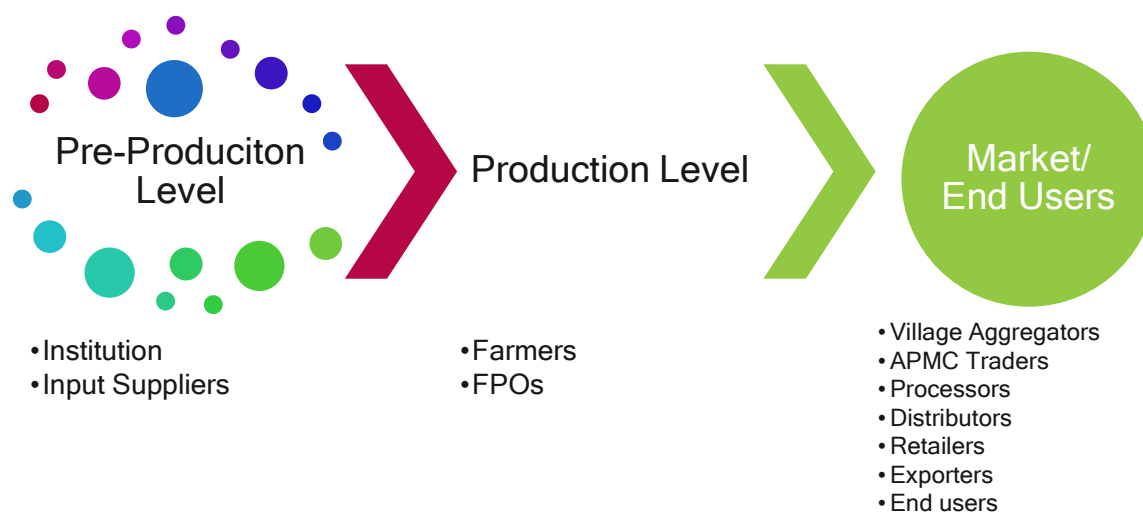 Pre-Produciton
Level
•Institution
•Input Suppliers
Production Level
•Farmers
•FPOs
Market/
End Users
•Village Aggregators
•APMC Traders
•Processors
•Distributors
•Retailers
•Exporters
•End users